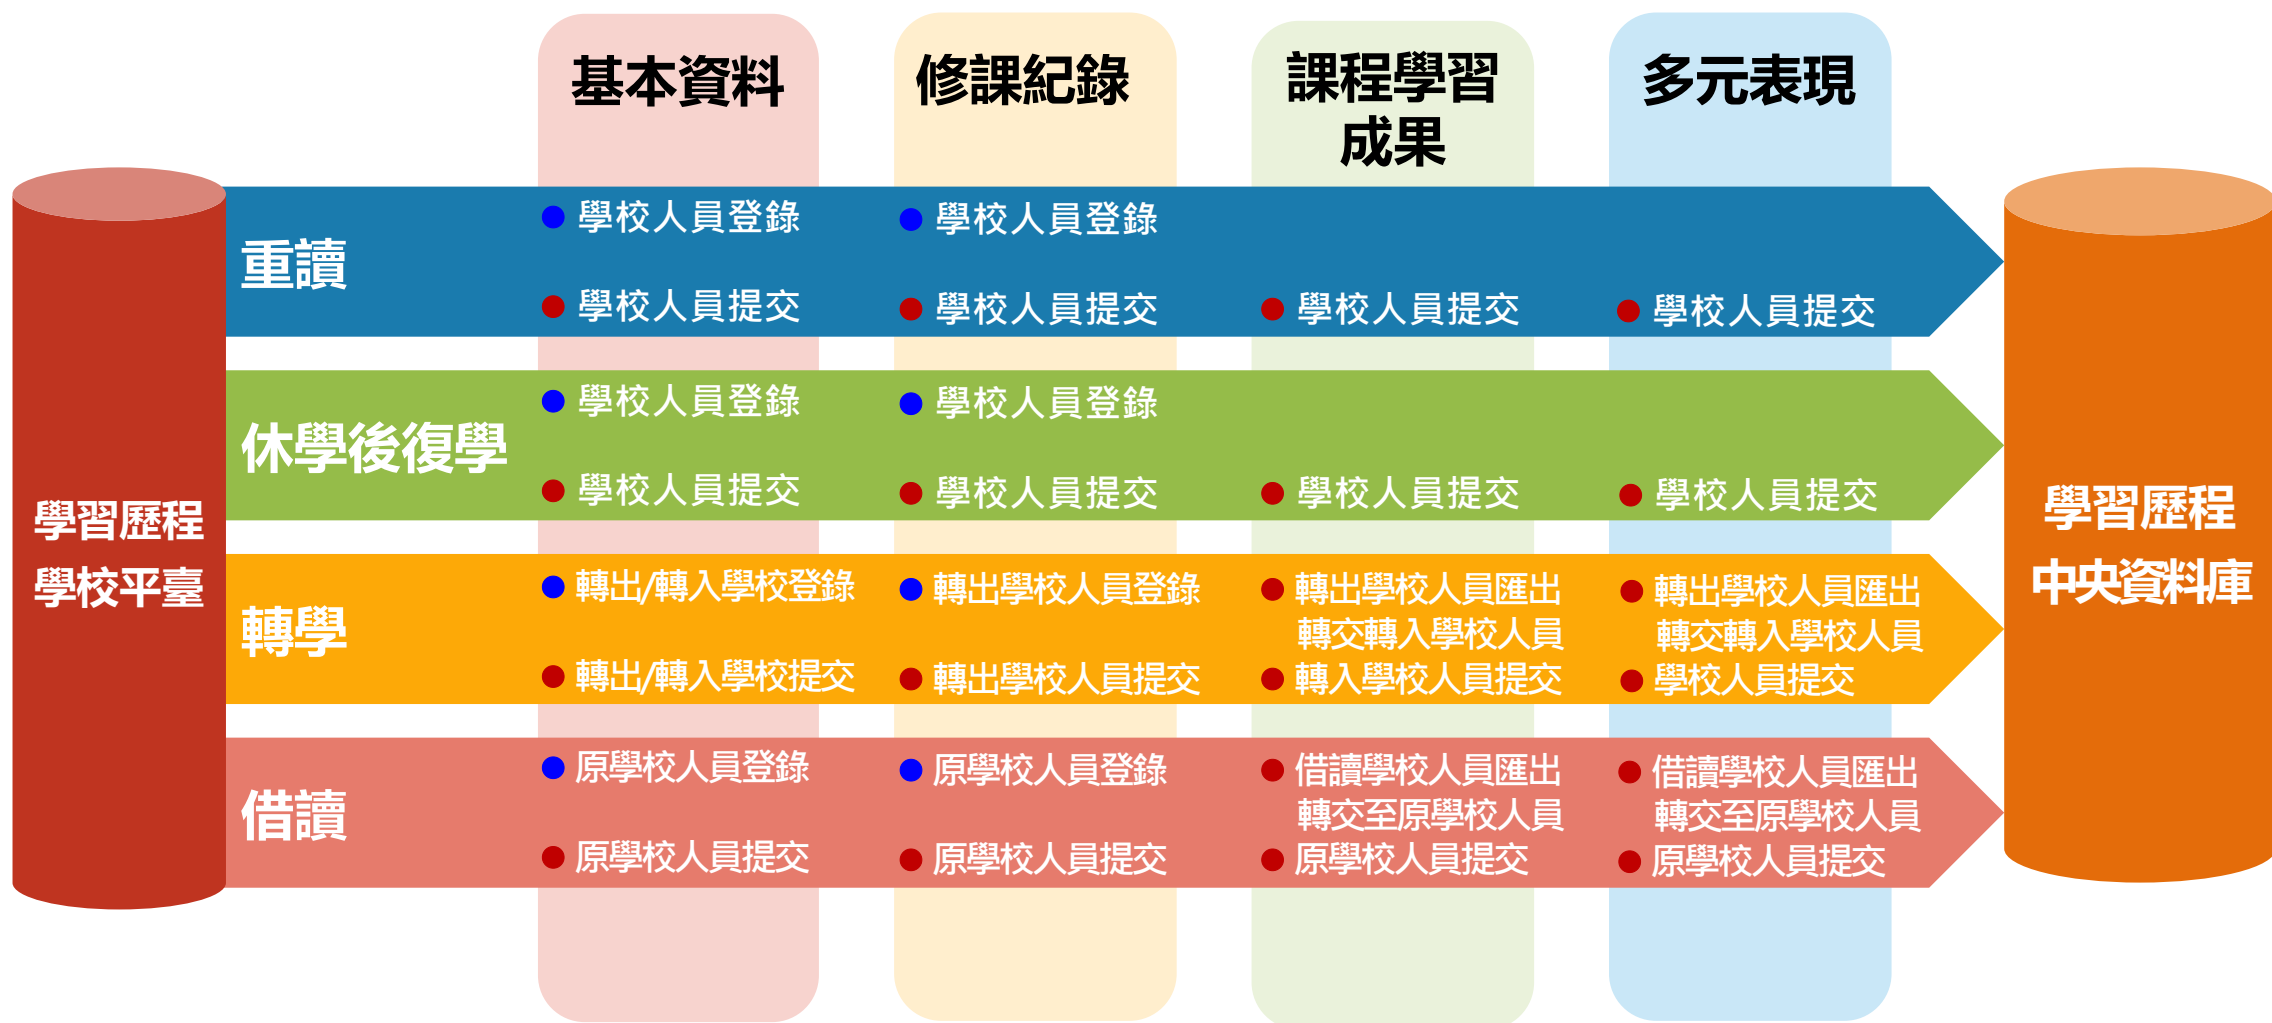 基本資料
修課紀錄
課程學習
成果
多元表現
學習歷程
學校平臺
重讀
學校人員登錄
學校人員登錄
學校人員提交
學校人員提交
學校人員提交
學校人員提交
休學後復學
學校人員登錄
學校人員登錄
學校人員提交
學校人員提交
學校人員提交
學校人員提交
轉學
轉出/轉入學校登錄
轉出/轉入學校提交
轉出學校人員登錄
轉出學校人員提交
轉出學校人員匯出
轉交轉入學校人員
轉入學校人員提交
轉出學校人員匯出
轉交轉入學校人員
學校人員提交
借讀
原學校人員登錄
原學校人員提交
原學校人員登錄
原學校人員提交
借讀學校人員匯出
轉交至原學校人員
原學校人員提交
借讀學校人員匯出
轉交至原學校人員
原學校人員提交
學習歷程
中央資料庫